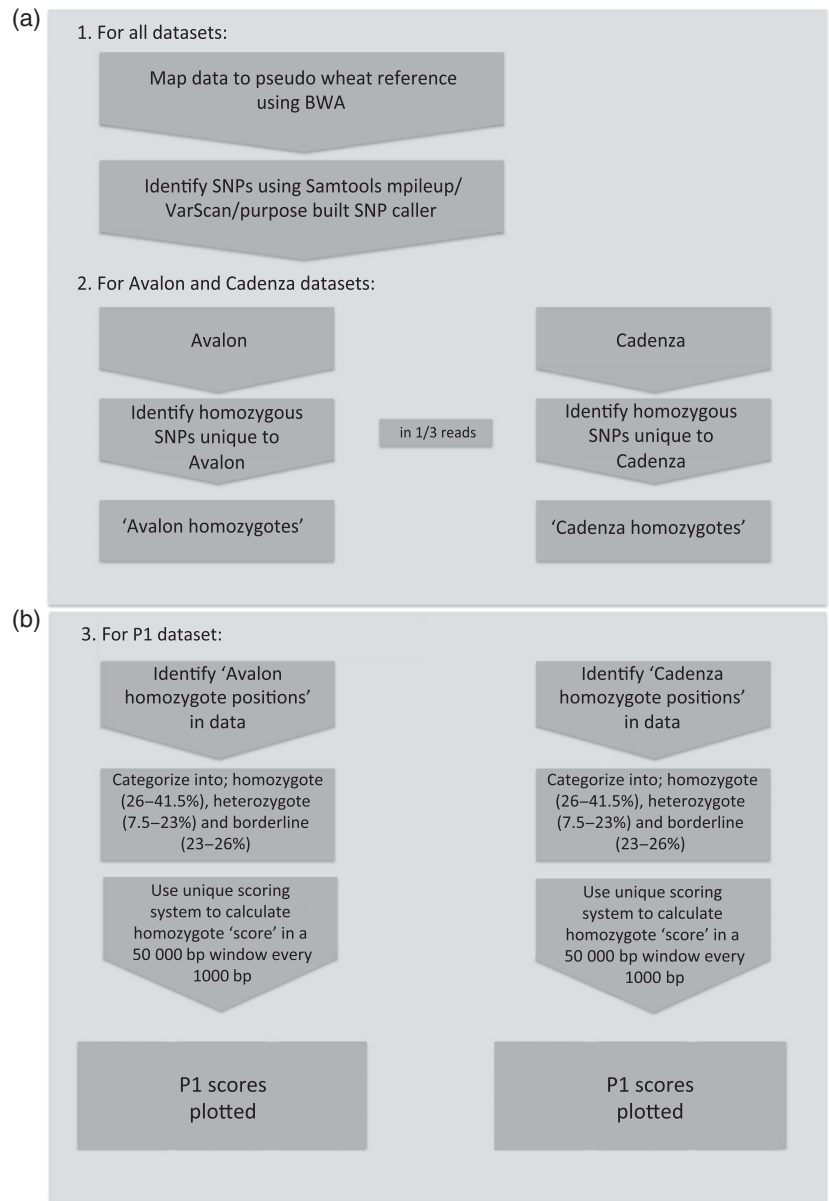 (a)
1. For all datasets:
Map data to pseudo wheat reference
using BWA
Identify SNPs using Samtools mpileup/
VarScan/purpose built SNP caller
2. For Avalon and Cadenza datasets:
Avalon
Identify homozygous
SNPs unique to
Avalon
‘Avalon homozygotes’
in 1/3 reads
Cadenza
Identify homozygous
SNPs unique to
Cadenza
‘Cadenza homozygotes’
(b)
3. For P1 dataset:
Identify ‘Avalon
homozygote positions’
in data
Categorize into; homozygote
(26–41.5%), heterozygote
(7.5–23%) and borderline
(23–26%)
Use unique scoring
system to calculate
homozygote ‘score’ in a
50 000 bp window every
1000 bp
P1 scores
plotted
Identify ‘Cadenza
homozygote positions’
in data
Categorize into; homozygote
(26–41.5%), heterozygote
(7.5–23%) and borderline
(23–26%)
Use unique scoring
system to calculate
homozygote ‘score’ in a
50 000 bp window every
1000 bp
P1 scores
plotted